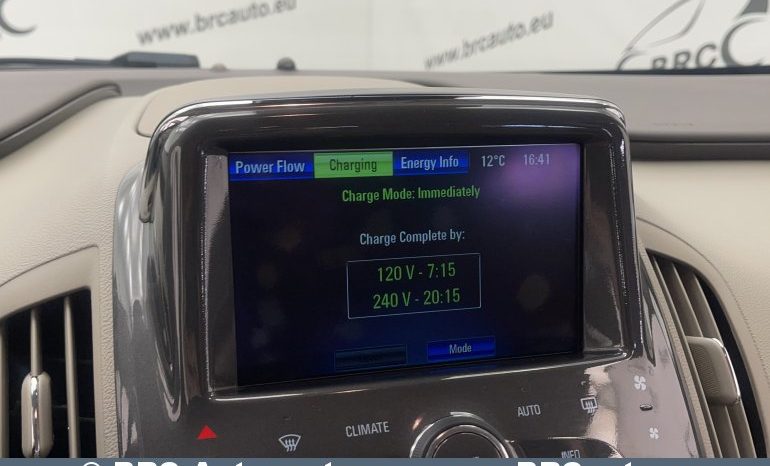 www.brcauto.eu
www.brcauto.eu
BRC
Power Flow Charging Energy Info 12°C 16:41
Charge Mode: Immediately
Charge Complete by:
120 V - 7:15
240 V - 20:15
Mode
CLIMATE AUTO
INFO